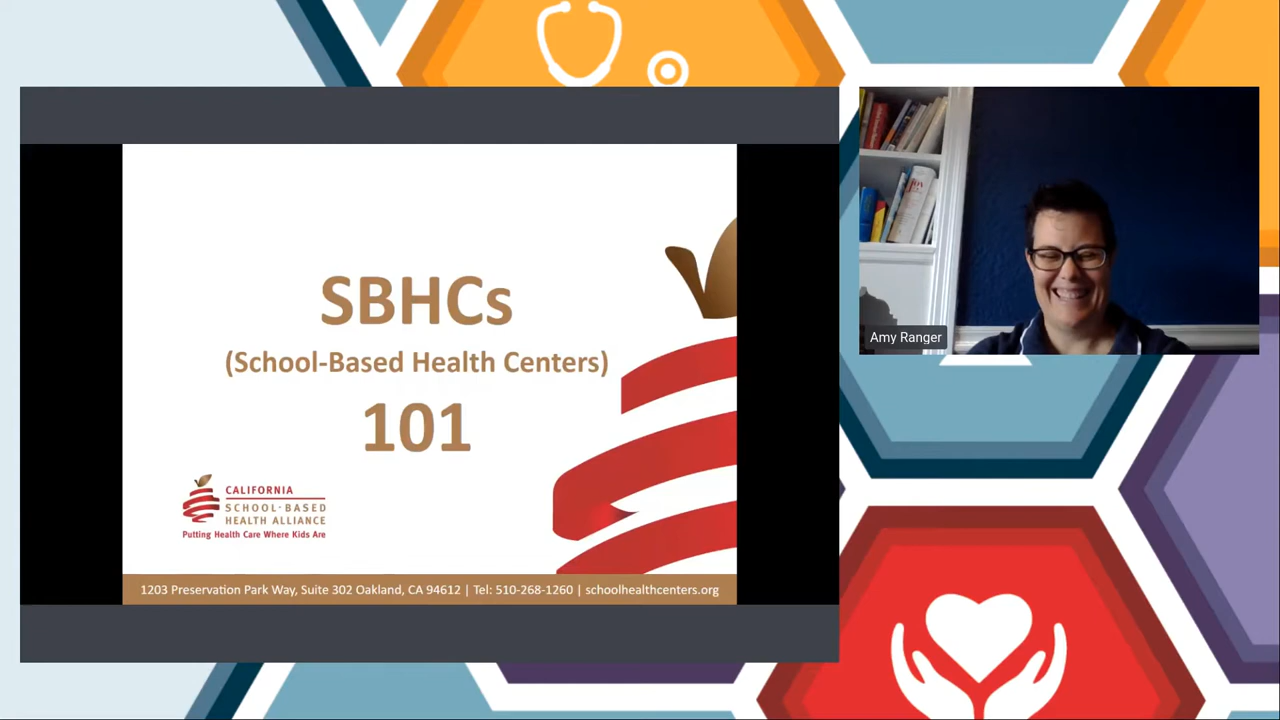 SBHCs
(School-Based Health Centers)
101
CALIFORNIA
SCHOOL-BASED
HEALTH ALLIANCE
Putting Health Care Where Kids Are
1203 Preservation Park Way, Suite 302 Oakland, CA 94612 | Tel: 510-268-1260 | schoolhealthcenters.org
Amy Ranger